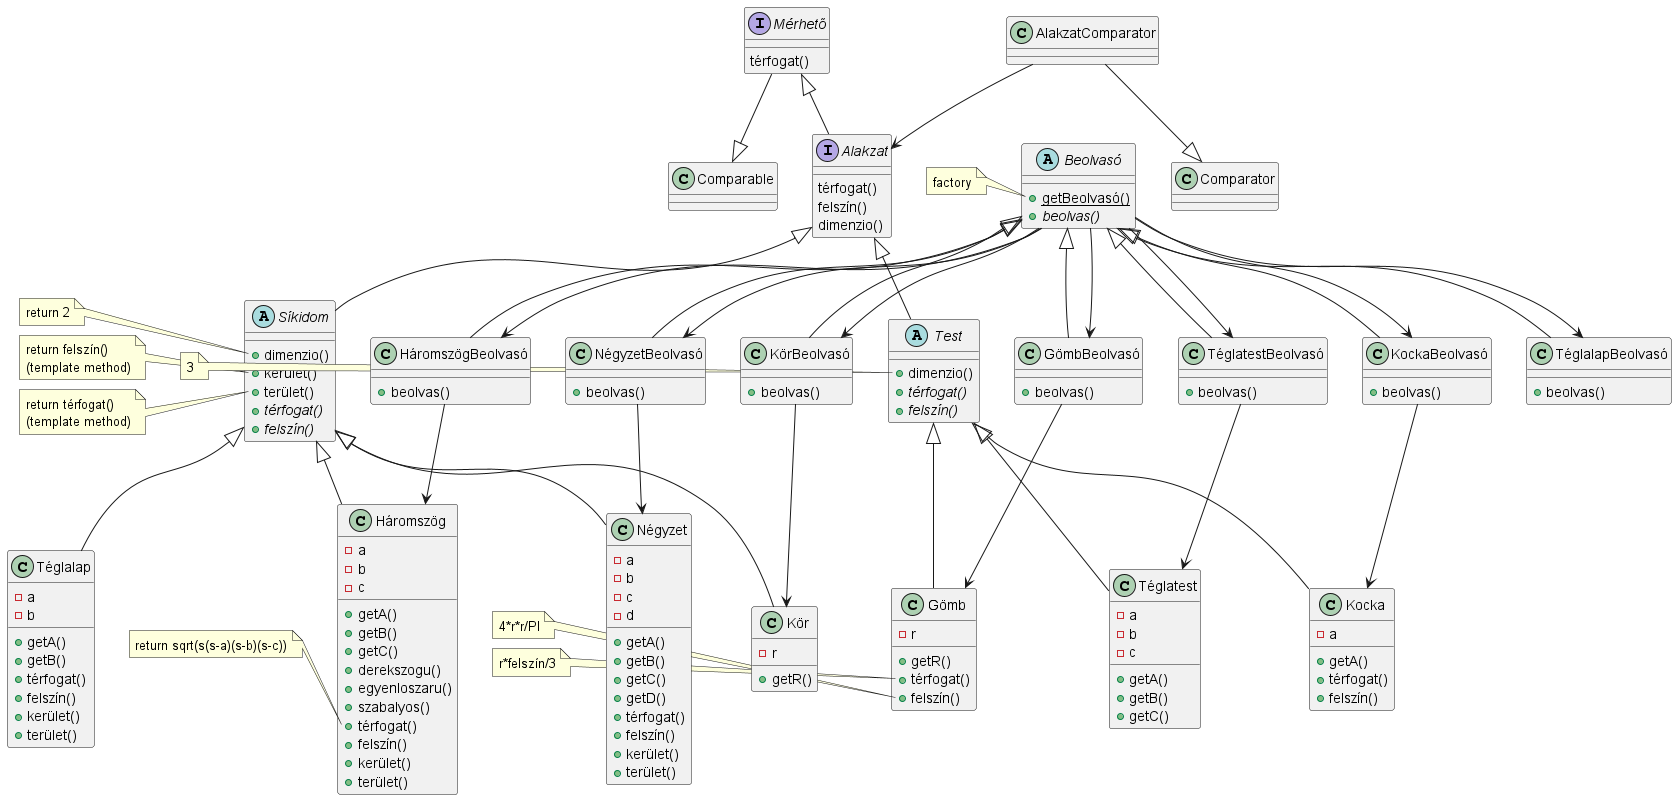 I Mérhető
térfogat()
C AlakzatComparator
I Alakzat
térfogat()
felszín()
dimenzio()
C Comparable
factory
A Beolvasó
getBeolvasó()
beolvas()
C Comparator
return 2
return felszín()
(template method)
3
return térfogat()
(template method)
A Síkidom
dimenzio()
kerület()
terület()
térfogat()
felszín()
C HáromszögBeolvasó
beolvas()
C NégyzetBeolvasó
beolvas()
C KörBeolvasó
beolvas()
A Test
dimenzio()
térfogat()
felszín()
C GömbBeolvasó
beolvas()
C TéglatestBeolvasó
beolvas()
C KockaBeolvasó
beolvas()
C TéglalapBeolvasó
beolvas()
C Téglalap
a
b
getA()
getB()
térfogat()
felszín()
kerület()
terület()
return sqrt(s(s-a)(s-b)(s-c))
C Háromszög
a
b
c
getA()
getB()
getC()
derekszogu()
egyenloszaru()
szabalyos()
térfogat()
felszín()
kerület()
terület()
4*r*r/PI
r*felszín/3
C Négyzet
a
b
c
d
getA()
getB()
getC()
getD()
térfogat()
felszín()
kerület()
terület()
C Kör
r
getR()
C Gömb
r
getR()
térfogat()
felszín()
C Téglatest
a
b
c
getA()
getB()
getC()
C Kocka
a
getA()
térfogat()
felszín()